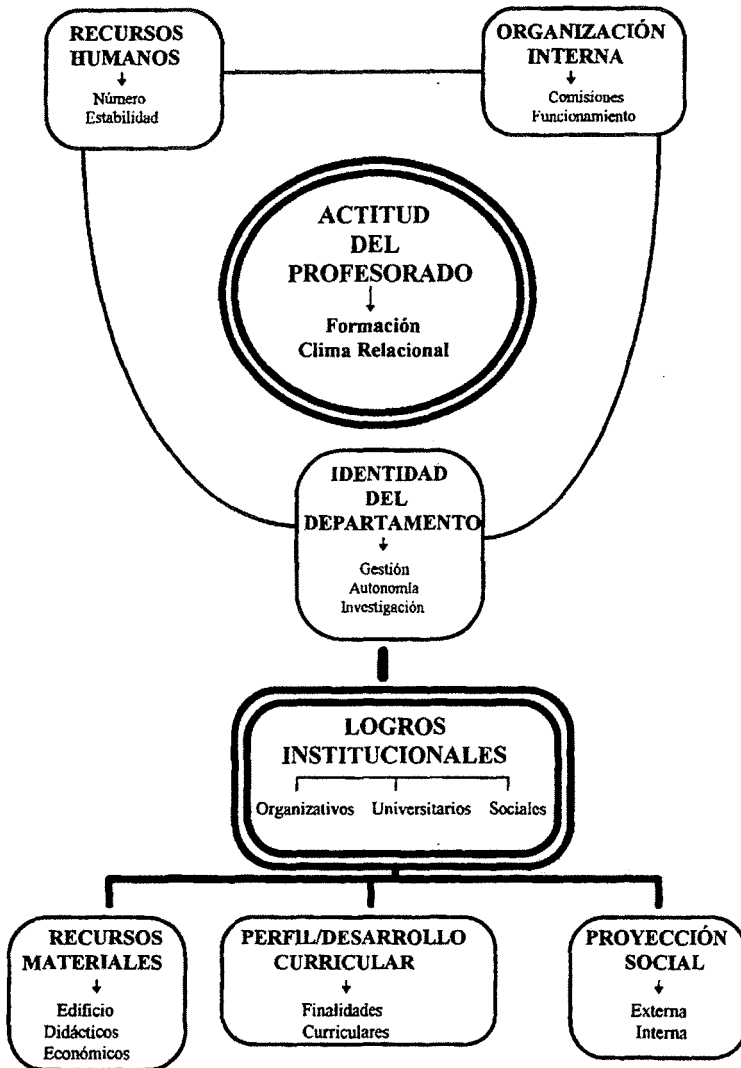 RECURSOS
HUMANOS
Número
Estabilidad
ORGANIZACIÓN
INTERNA
Comisiones
Funcionamiento
ACTITUD
DEL
PROFESORADO
Formación
Clima Relacional
IDENTIDAD
DEL
DEPARTAMENTO
Gestión
Autonomía
Investigación
LOGROS
INSTITUCIONALES
Organizativos Universitarios Sociales
RECURSOS
MATERIALES
Edificio
Didácticos
Económicos
PERFIL/DESARROLLO
CURRICULAR
Finalidades
Curriculares
PROYECCIÓN
SOCIAL
Externa
Interna